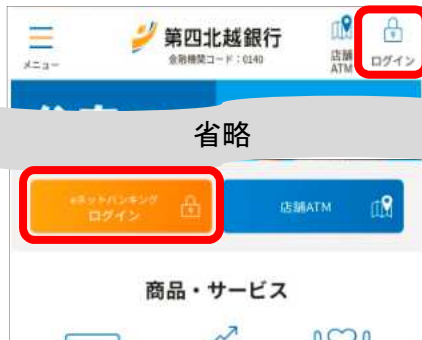 第四北越銀行
金融機関コード：0140
メニュー
店舗
ATM
ログイン
省略
eネットバンキング
ログイン
店舗ATM
商品・サービス